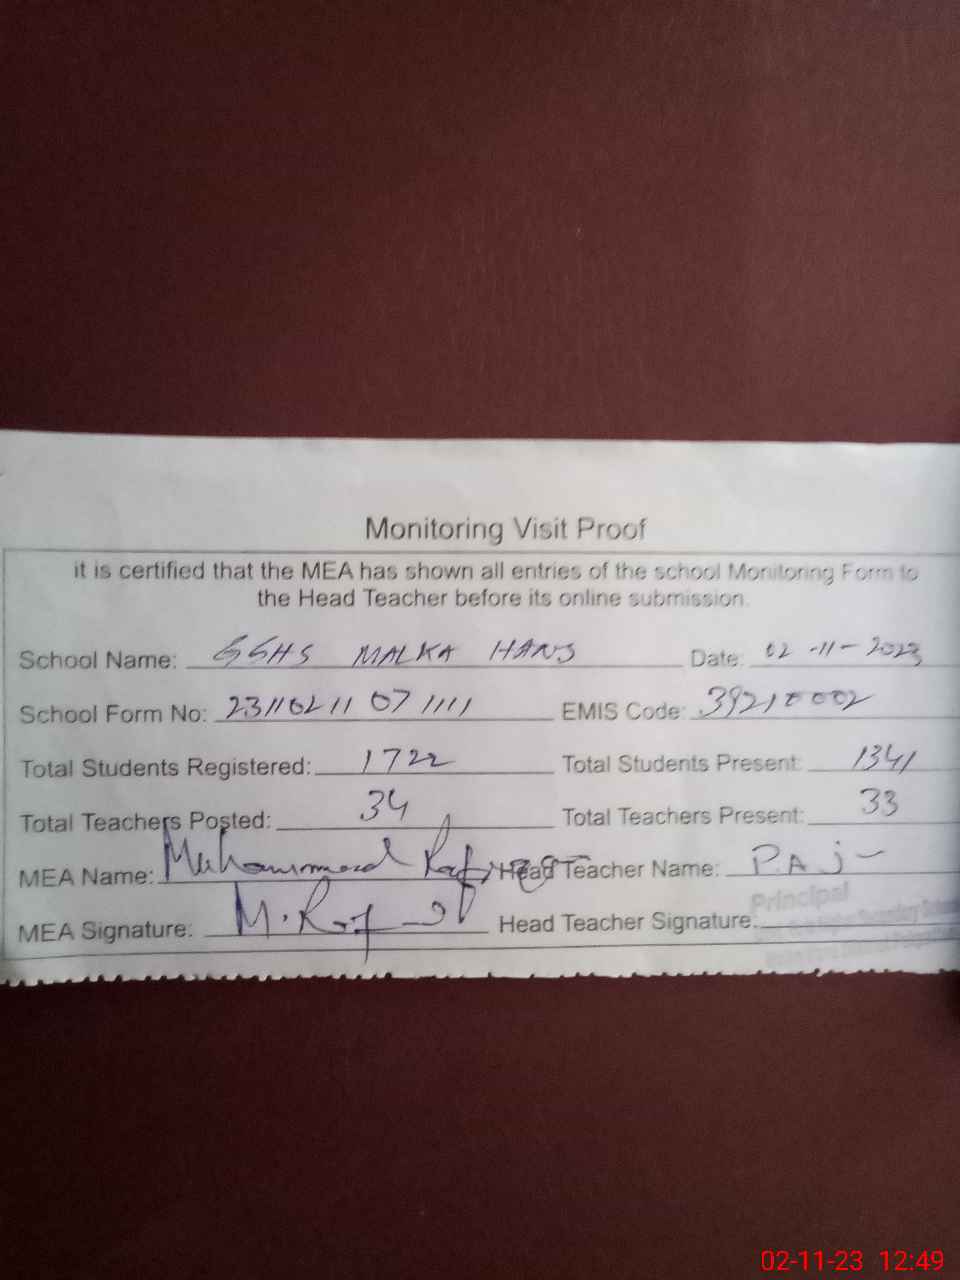 Monitoring Visit Proof
it is certified that the MEA has shown all entries of the school Monitoring Form to
the Head Teacher before its online submission.
School Name: GGHS MALKA HANS Date: 02-11-2023
School Form No: 231102110711111 EMIS Code: 39210002
Total Students Registered: 1722 Total Students Present: 1341
Total Teachers Posted: 34 Total Teachers Present: 33
MEA Name: Muhammad Head Teacher Name:
MEA Signature: Head Teacher Signature:
Principal
02-11-23 12:49